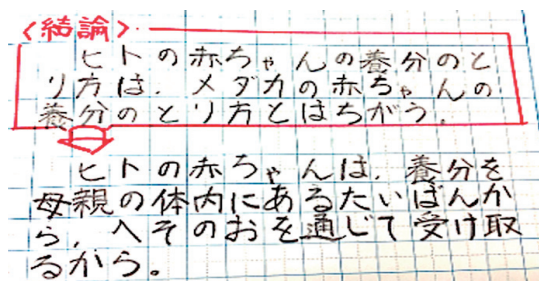 〈結論〉
ヒトの赤ちゃんの養分のと
り方は，メダカの赤ちゃんの
養分のとり方とはちがう。
ヒトの赤ちゃんは，養分を
母親の体内にあるたいばんか
ら，へそのおを通じて受け取
るから。